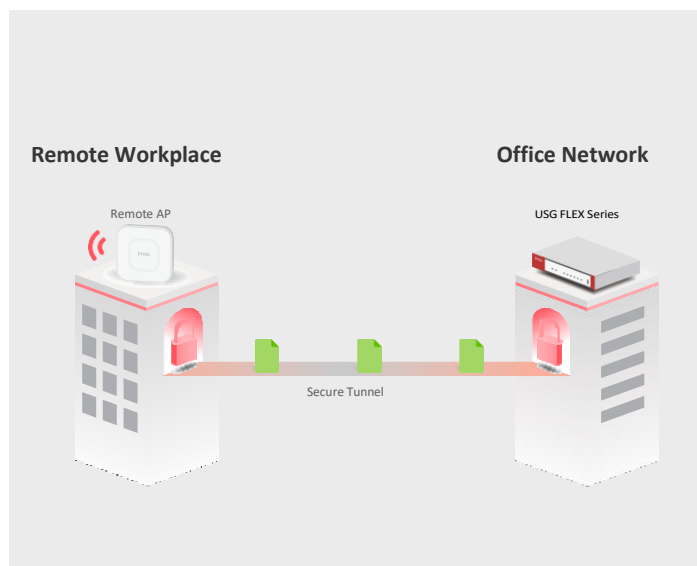 Remote Workplace
Office Network
Remote AP
USG FLEX Series
Secure Tunnel